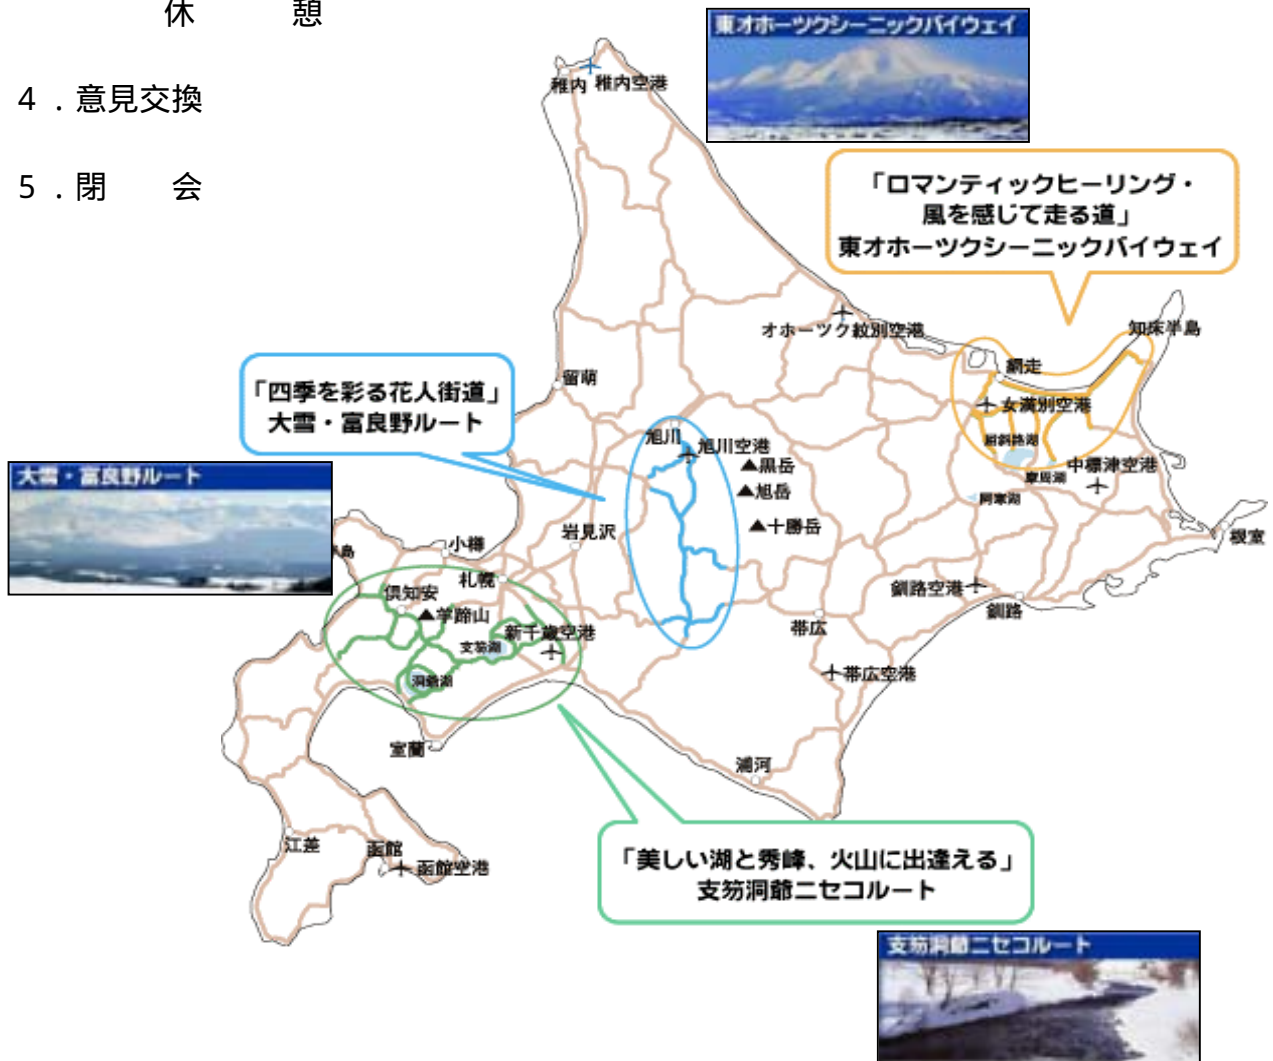 休　　憩
４．意見交換
５．閉　　会
東オホーツクシーニックバイウェイ
稚内
稚内空港
「ロマンティックヒーリング・
風を感じて走る道」
東オホーツクシーニックバイウェイ
オホーツク紋別空港
知床半島
網走
女満別空港
屈斜路湖
摩周湖
中標津空港
阿寒湖
根室
留萌
「四季を彩る花人街道」
大雪・富良野ルート
旭川
旭川空港
▲黒岳
▲旭岳
▲十勝岳
大雪・富良野ルート
半島
小樽
岩見沢
札幌
倶知安
▲羊蹄山
新千歳空港
支笏湖
洞爺湖
釧路空港
釧路
帯広
帯広空港
室蘭
浦河
江差
函館
函館空港
「美しい湖と秀峰、火山に出逢える」
支笏洞爺ニセコルート
支笏洞爺ニセコルート